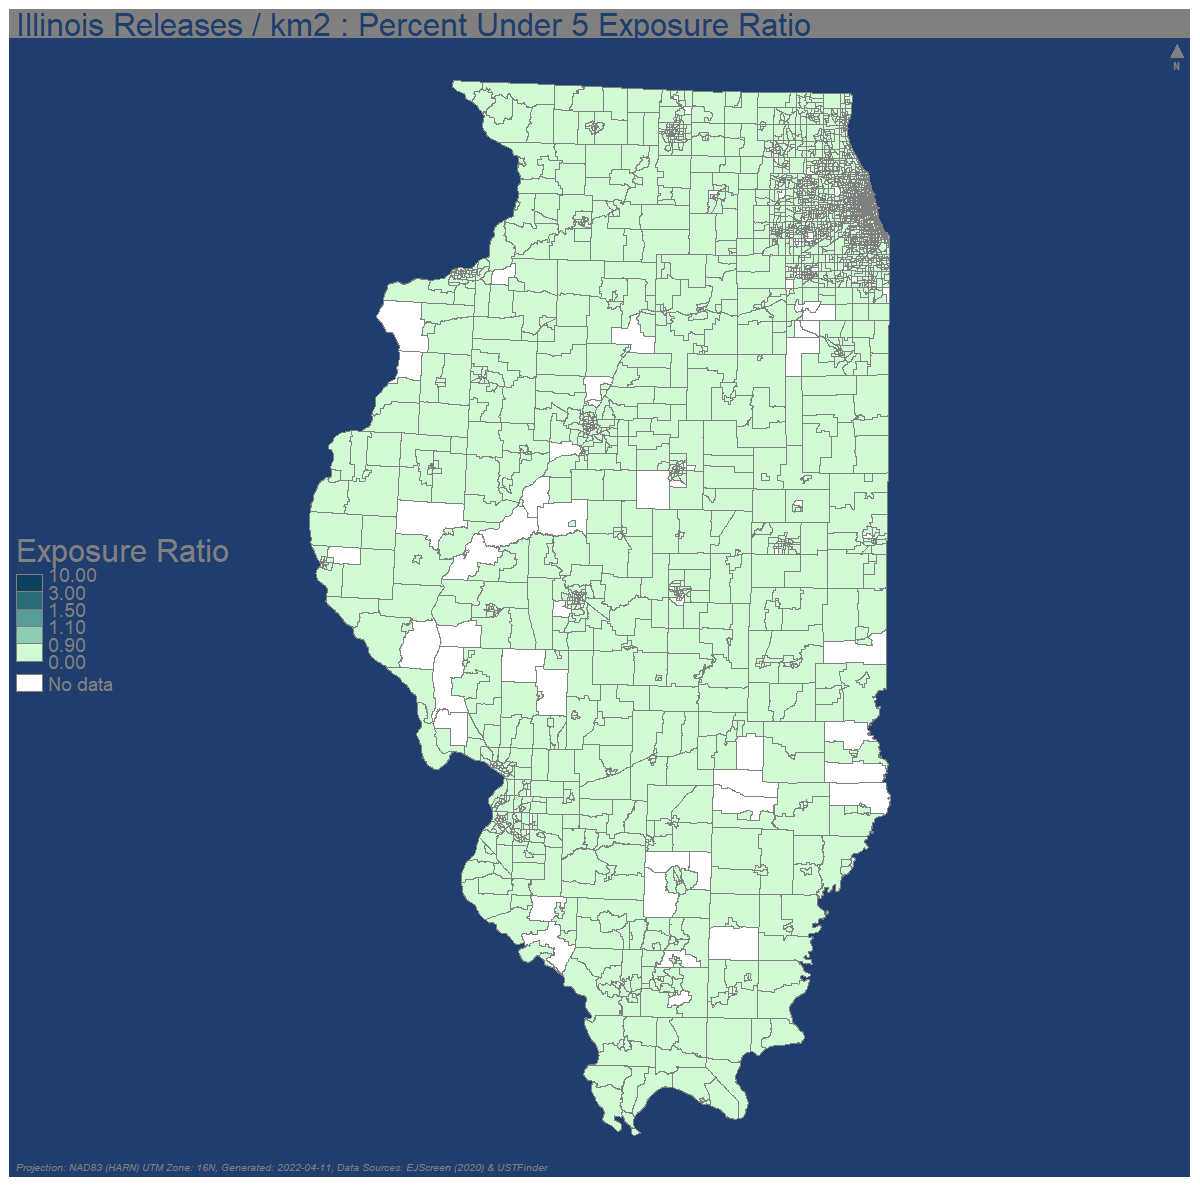 Illinois Releases / km2 : Percent Under 5 Exposure Ratio
N
Exposure Ratio
10.00
3.00
1.50
1.10
0.90
0.00
No data
Projection: NAD83 (HARN) UTM Zone: 16N, Generated: 2022-04-11, Data Sources: EJScreen (2020) & USTFinder